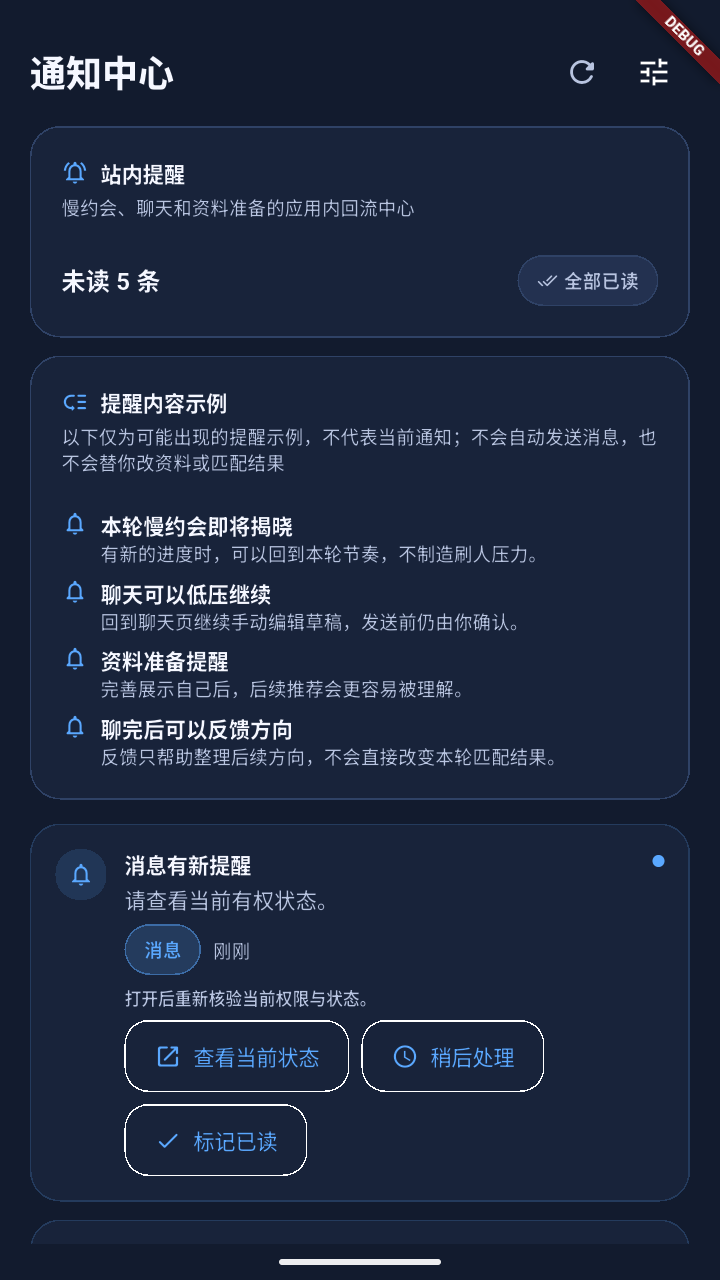 DEBUG
通知中心
站内提醒
慢约会、聊天和资料准备的应用内回流中心
未读 5 条
全部已读
提醒内容示例
以下仅为可能出现的提醒示例，不代表当前通知；不会自动发送消息，也
不会替你改资料或匹配结果
本轮慢约会即将揭晓
有新的进度时，可以回到本轮节奏，不制造刷人压力。
聊天可以低压继续
回到聊天页继续手动编辑草稿，发送前仍由你确认。
资料准备提醒
完善展示自己后，后续推荐会更容易被理解。
聊完后可以反馈方向
反馈只帮助整理后续方向，不会直接改变本轮匹配结果。
消息有新提醒
请查看当前有权状态。
消息 刚刚
打开后重新核验当前权限与状态。
查看当前状态 稍后处理
标记已读